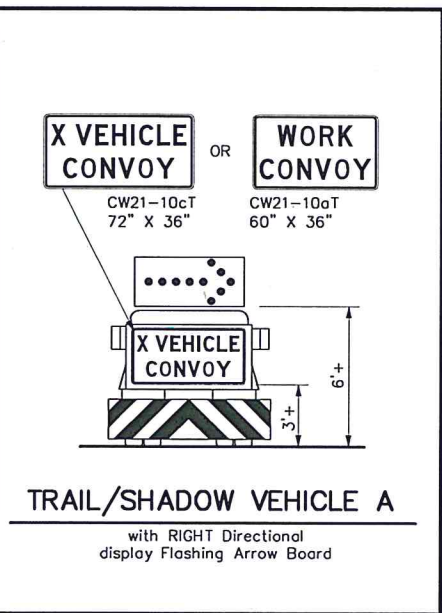 X VEHICLE
CONVOY
OR
WORK
CONVOY
CW21-10cT
72" X 36"
CW21-10aT
60" X 36"
X VEHICLE
CONVOY
6'+
3'+
TRAIL/SHADOW VEHICLE A
with RIGHT Directional
display Flashing Arrow Board